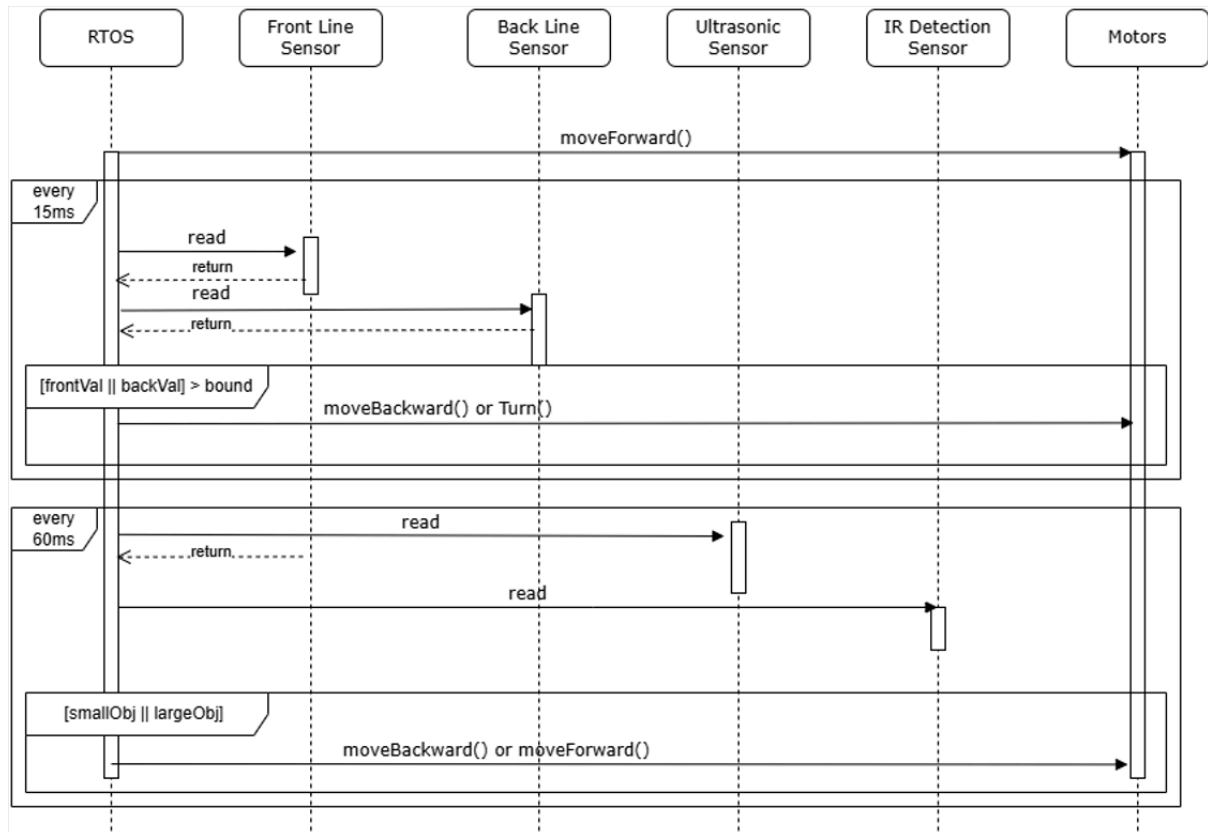 RTOS
Front Line
Sensor
Back Line
Sensor
Ultrasonic
Sensor
IR Detection
Sensor
Motors
moveForward()
every
15ms
read
return
read
return
[frontVal || backVal] > bound
moveBackward() or Turn()
every
60ms
read
return
read
[smallObj || largeObj]
moveBackward() or moveForward()